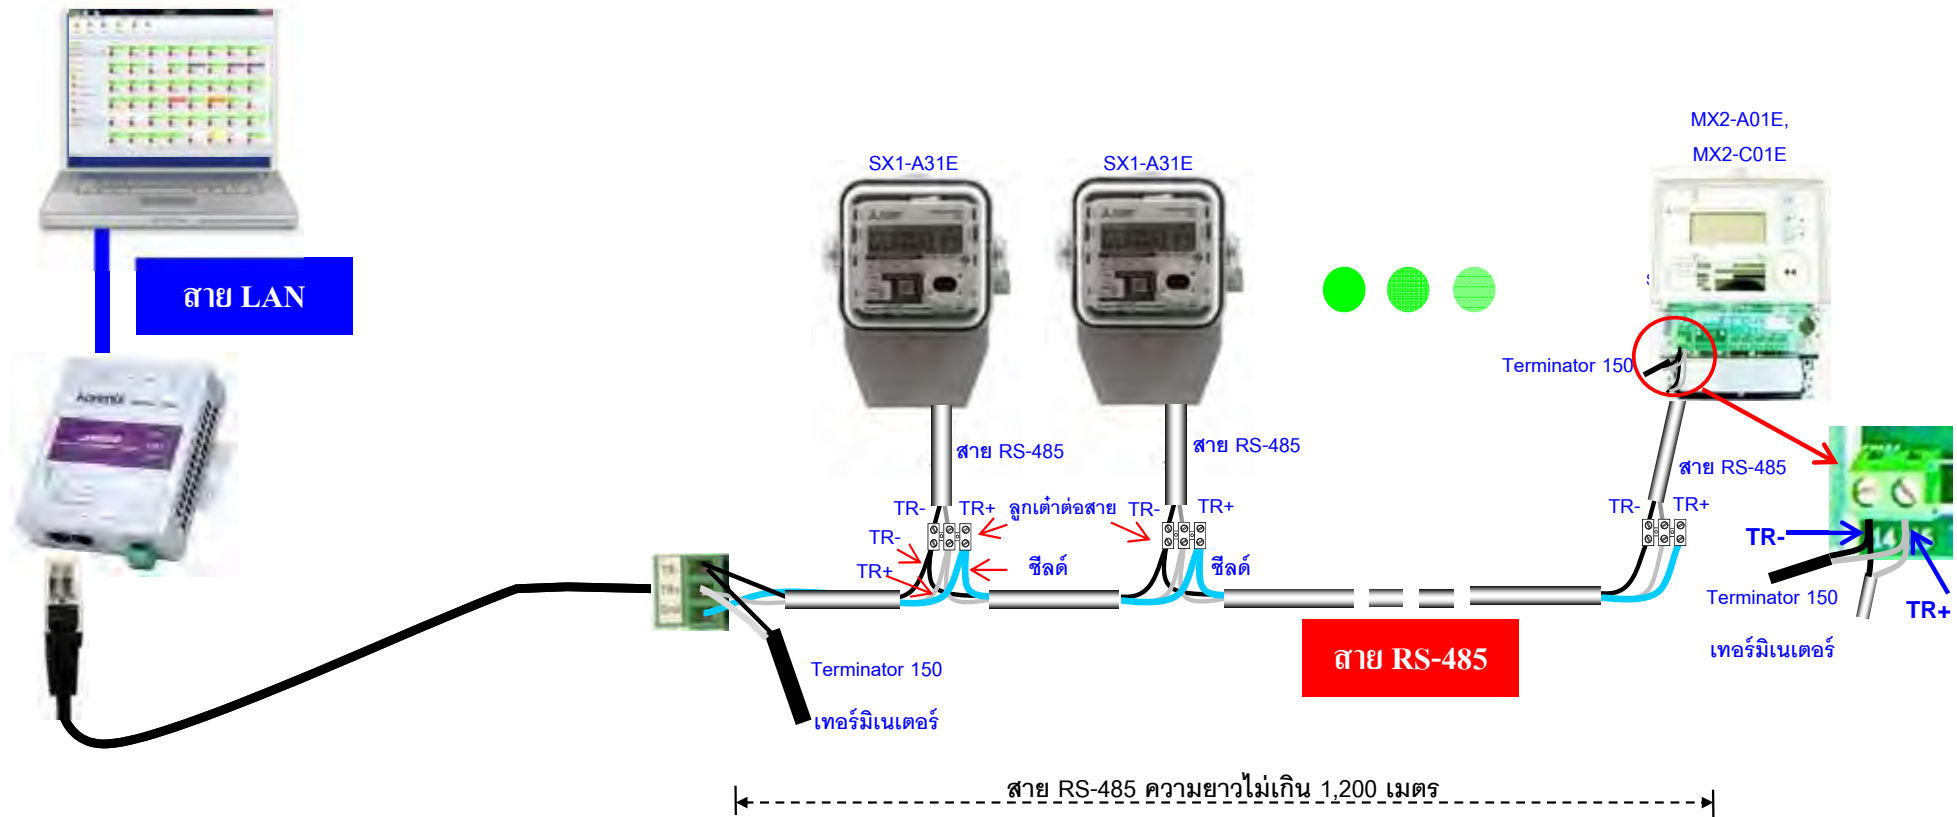 MX2-A01E,
MX2-C01E
SX1-A31E
SX1-A31E
สาย LAN
Terminator 150
สาย RS-485
สาย RS-485
สาย RS-485
TR-
TR+
ลูกเต๋าต่อสาย
TR-
TR+
TR-
TR+
TR-
TR+
ชีลด์
ชีลด์
TR-
TR+
GND
TR-
14
Terminator 150
TR+
เทอร์มิเนเตอร์
สาย RS-485
Terminator 150
เทอร์มิเนเตอร์
สาย RS-485 ความยาวไม่เกิน 1,200 เมตร